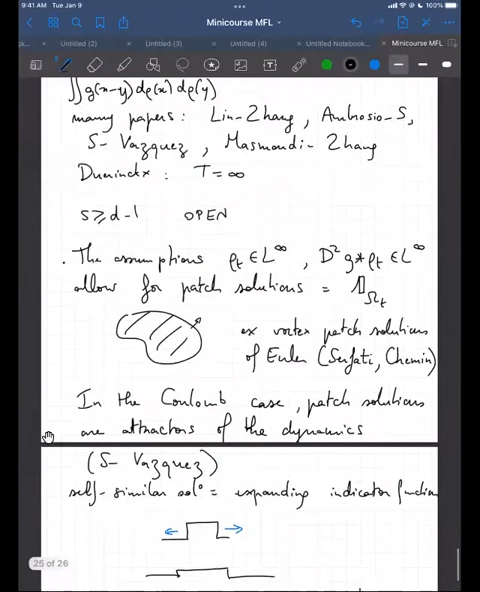 9:41 AM Tue Jan 9
100%
Minicourse MFL
Untitled (2)
Untitled (3)
Untitled (4)
Untitled Notebook...
Minicourse MFL
∬g(x-y)dρ(x)dρ(y)
many papers : Lin-Zhang, Ambrosio-S,
S-Vazquez, Masmoudi-Zhang
Duerinckx : T=∞
s≥d-1 OPEN
. The assumptions ρt∈L^∞, D²g*ρt∈L^∞
allow for patch solutions = 𝟙_Ωt
ex vortex patch solutions
of Euler (Serfati, Chemin)
In the Coulomb case, patch solutions
are attractors of the dynamics
(S-Vazquez)
self-similar sol° = expanding indicator function
25 of 26